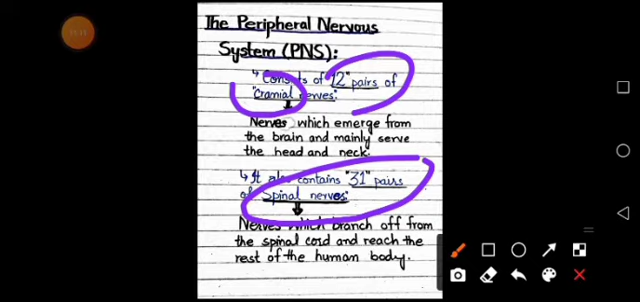 The Peripheral Nervous
System (PNS):
↳ Consists of "12" pairs of
"Cranial nerves".
Nerves which emerge from
the brain and mainly serve
the head and neck.
↳ It also contains "31" pairs
of "Spinal nerves".
Nerves which branch off from
the spinal cord and reach the
rest of the human body.